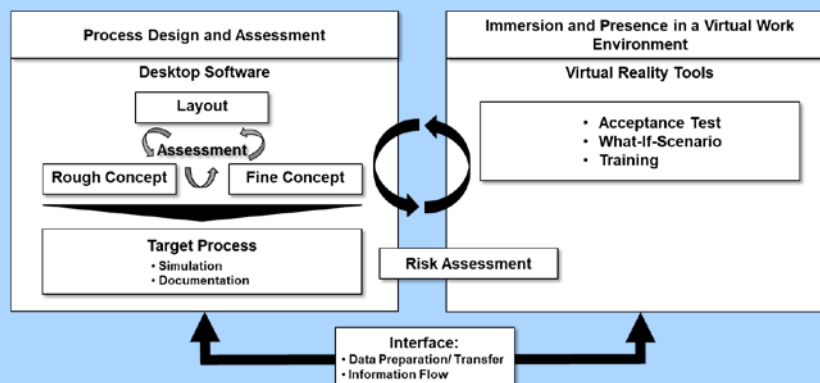 Process Design and Assessment
Desktop Software
Layout
Assessment
Rough Concept
Fine Concept
Target Process
• Simulation
• Documentation
Immersion and Presence in a Virtual Work
Environment
Virtual Reality Tools
• Acceptance Test
• What-If-Scenario
• Training
Risk Assessment
Interface:
• Data Preparation/ Transfer
• Information Flow